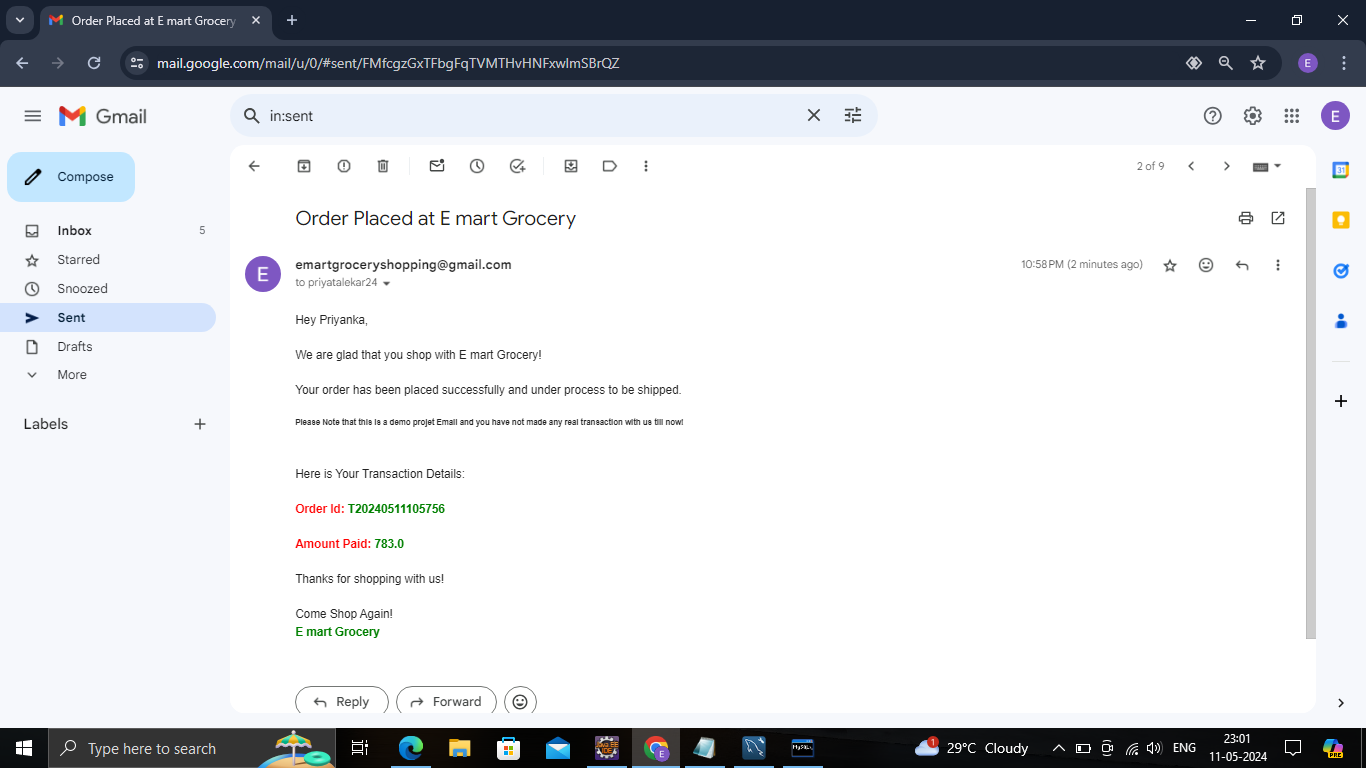 Order Placed at E mart Grocery
mail.google.com/mail/u/0/#sent/FMfcgzGxTFbgFqTVMTHvHNFxwlmSBrQZ
E
Gmail
in:sent
E
Compose
2 of 9
31
Inbox 5
Starred
Snoozed
Sent
Drafts
More
Labels
Order Placed at E mart Grocery
E
emartgroceryshopping@gmail.com
10:58 PM (2 minutes ago)
to priyatalekar24
Hey Priyanka,
We are glad that you shop with E mart Grocery!
Your order has been placed successfully and under process to be shipped.
Please Note that this is a demo projet Email and you have not made any real transaction with us till now!
Here is Your Transaction Details:
Order Id: T20240511105756
Amount Paid: 783.0
Thanks for shopping with us!
Come Shop Again!
E mart Grocery
Reply
Forward
Type here to search
E
1
29°C Cloudy
ENG
23:01
11-05-2024
PRE